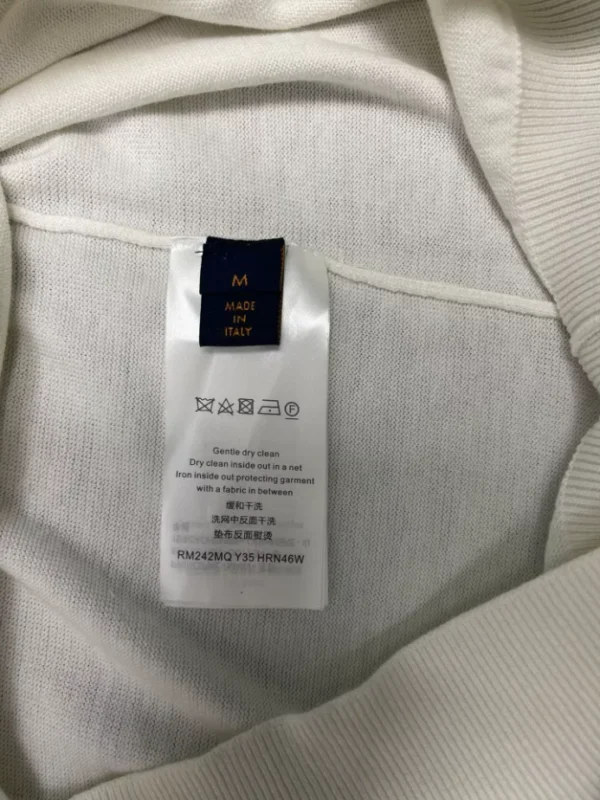 M
MADE
IN
ITALY
F
Gentle dry clean
Dry clean inside out in a net
Iron inside out protecting garment
with a fabric in between
缓和干洗
洗网中反面干洗
垫布反面熨烫
RM242MQ Y35 HRN46W